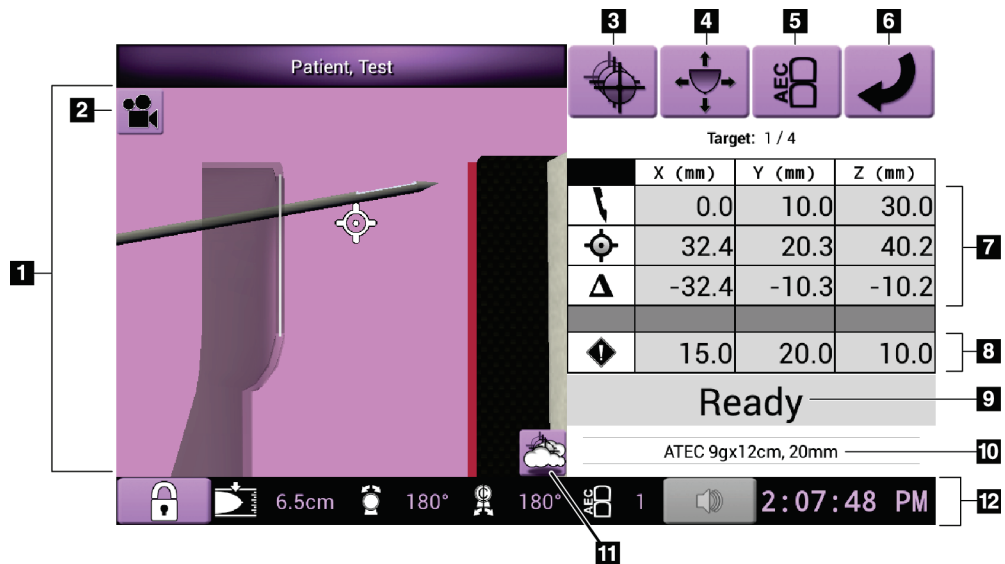 3 4 5 6
Patient, Test
AEC
1
2
Target: 1 / 4
X (mm) Y (mm) Z (mm)
0.0 10.0 30.0
32.4 20.3 40.2
7
Δ -32.4 -10.3 -10.2
! 15.0 20.0 10.0
8
Ready
9
ATEC 9gx12cm, 20mm
10
6.5cm 180° C 180° AEC 1 2:07:48 PM
12
11